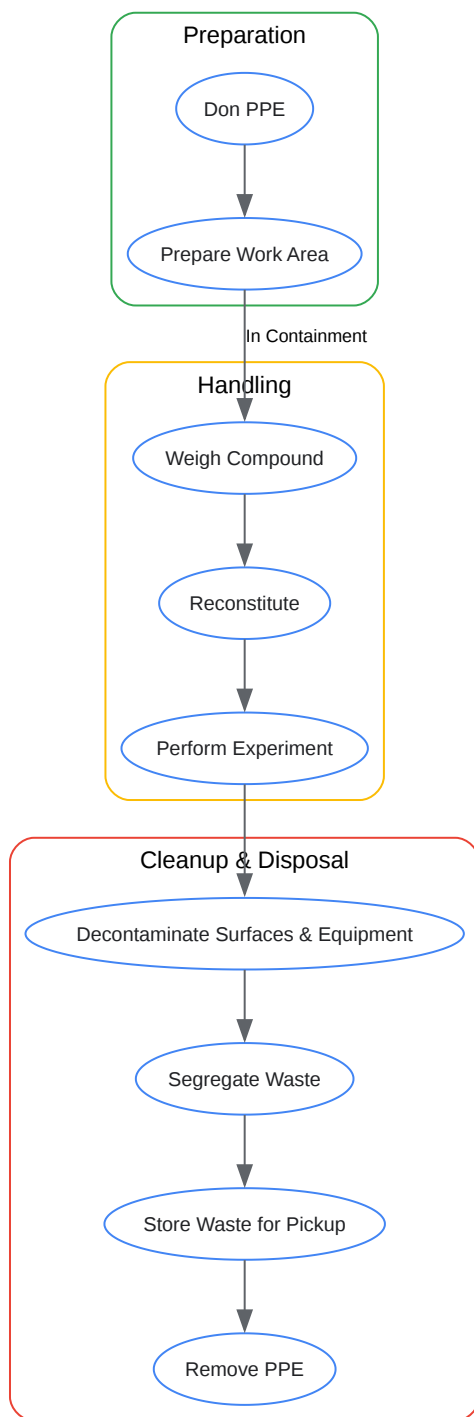 Preparation
Don PPE
Prepare Work Area
In Containment
Handling
Weigh Compound
Reconstitute
Perform Experiment
Cleanup & Disposal
Decontaminate Surfaces & Equipment
Segregate Waste
Store Waste for Pickup
Remove PPE